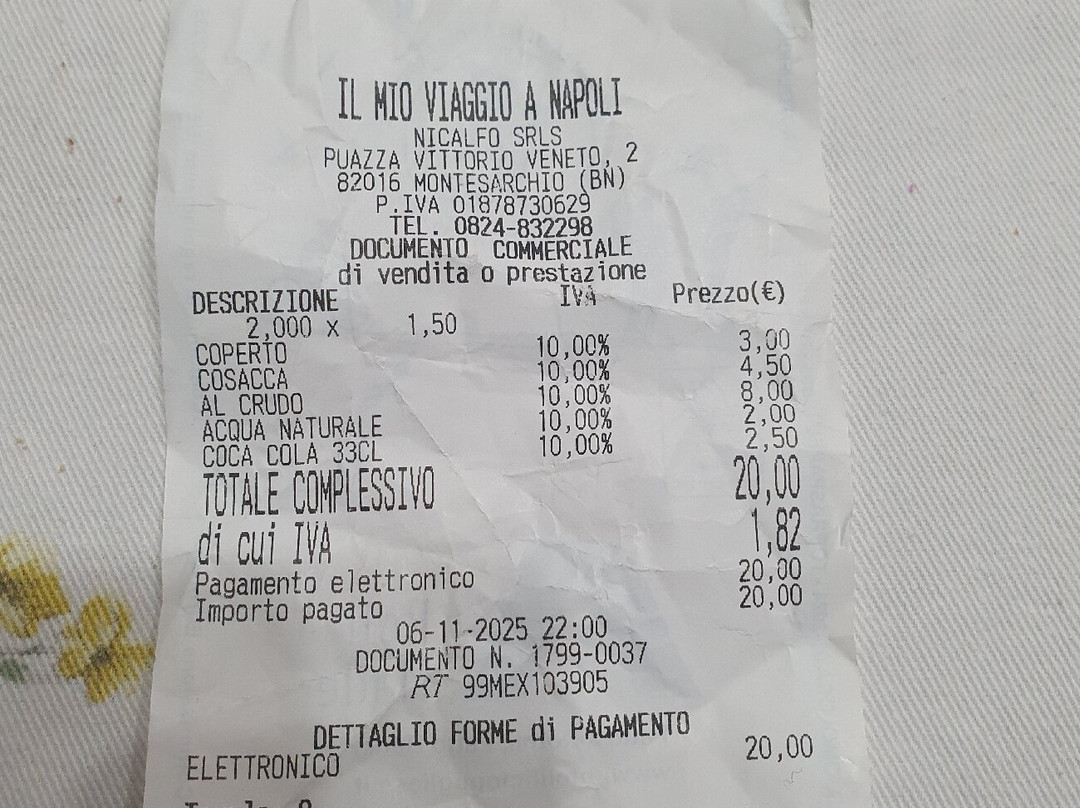 IL MIO VIAGGIO A NAPOLI
NICALFO SRLS
PUAZZA VITTORIO VENETO, 2
82016 MONTESARCHIO (BN)
P.IVA 01878730629
TEL. 0824-832298
DOCUMENTO COMMERCIALE
di vendita o prestazione
DESCRIZIONE IVA Prezzo(€)
2,000 x 1,50
COPERTO 10,00% 3,00
COSACCA 10,00% 4,50
AL CRUDO 10,00% 8,00
ACQUA NATURALE 10,00% 2,00
COCA COLA 33CL 10,00% 2,50
TOTALE COMPLESSIVO 20,00
di cui IVA 1,82
Pagamento elettronico 20,00
Importo pagato 20,00
06-11-2025 22:00
DOCUMENTO N. 1799-0037
RT 99MEX103905
DETTAGLIO FORME di PAGAMENTO
ELETTRONICO 20,00